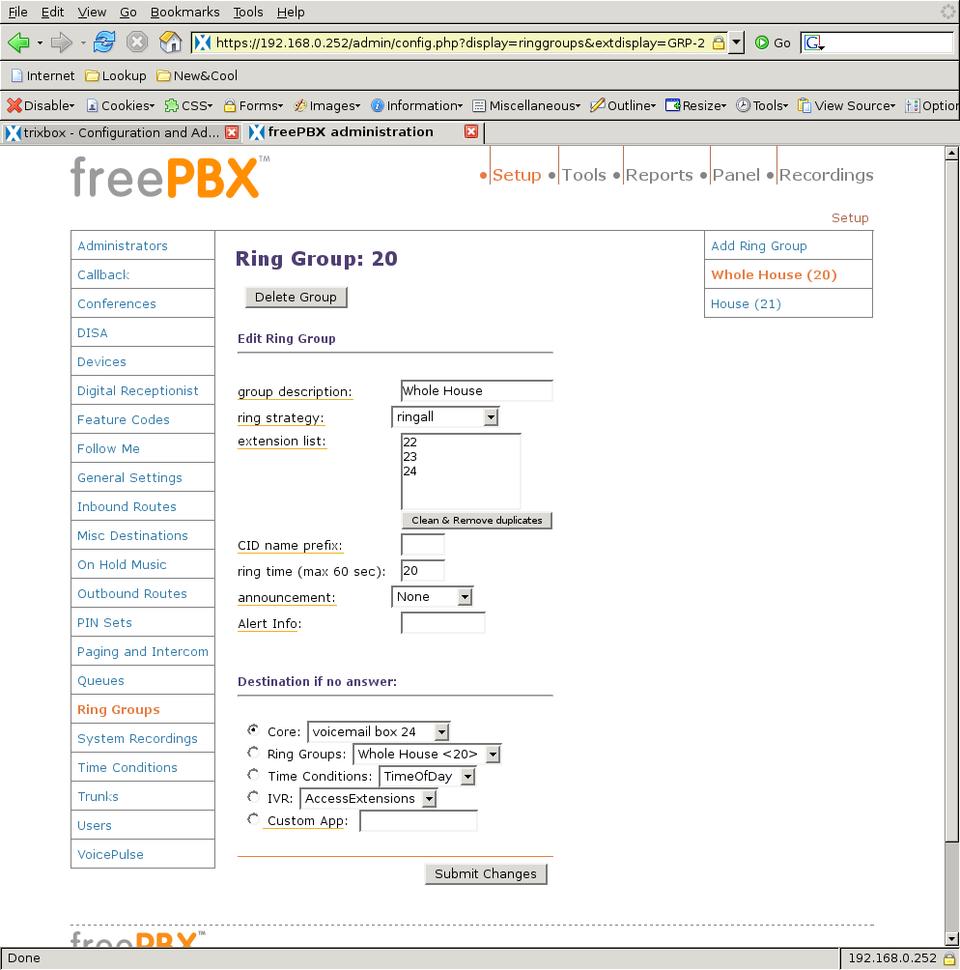 File Edit View Go Bookmarks Tools Help
https://192.168.0.252/admin/config.php?display=ringgroups&extdisplay=GRP-2 Go G
Internet Lookup New&Cool
Disable Cookies CSS Forms Images Information Miscellaneous Outline Resize Tools View Source Option
trixbox - Configuration and Ad... freePBX administration
freePBX™
Setup Tools Reports Panel Recordings
Setup
Administrators
Callback
Conferences
DISA
Devices
Digital Receptionist
Feature Codes
Follow Me
General Settings
Inbound Routes
Misc Destinations
On Hold Music
Outbound Routes
PIN Sets
Paging and Intercom
Queues
Ring Groups
System Recordings
Time Conditions
Trunks
Users
VoicePulse
Ring Group: 20
Delete Group
Edit Ring Group
group description: Whole House
ring strategy: ringall
extension list: 22
23
24
Clean & Remove duplicates
CID name prefix:
ring time (max 60 sec): 20
announcement: None
Alert Info:
Destination if no answer:
Core: voicemail box 24
Ring Groups: Whole House <20>
Time Conditions: TimeOfDay
IVR: AccessExtensions
Custom App:
Submit Changes
Add Ring Group
Whole House (20)
House (21)
freePBX™
Done 192.168.0.252